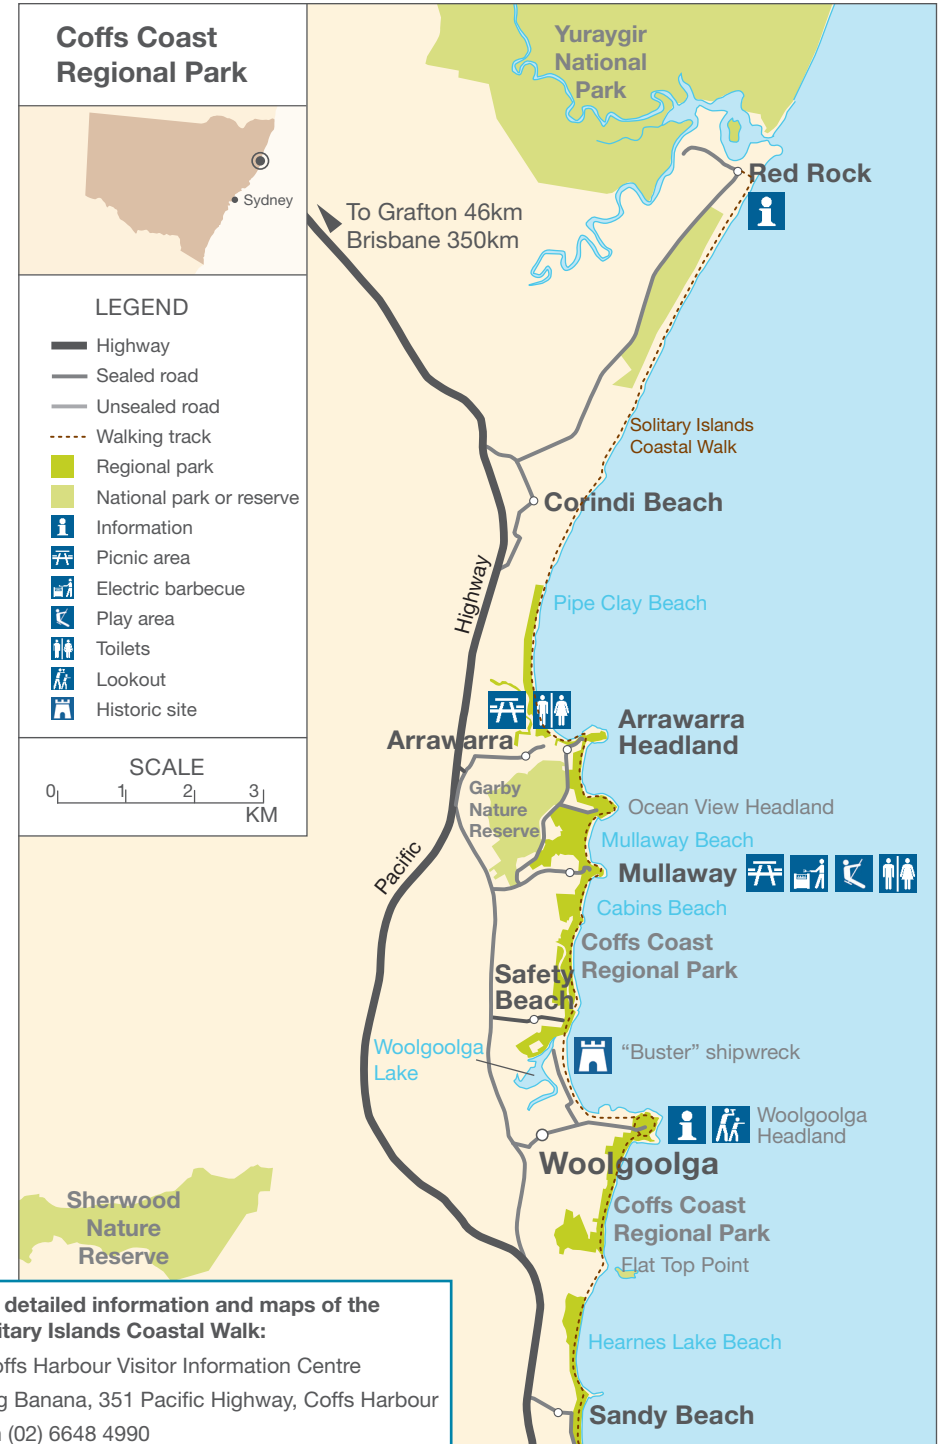 Coffs Coast
Regional Park
Sydney
LEGEND
Highway
Sealed road
Unsealed road
Walking track
Regional park
National park or reserve
Information
Picnic area
Electric barbecue
Play area
Toilets
Lookout
Historic site
SCALE
0 1 2 3
KM
Yuraygir
National
Park
Red Rock
To Grafton 46km
Brisbane 350km
Solitary Islands
Coastal Walk
Corindi Beach
Highway
Pipe Clay Beach
Arrawarra
Headland
Arrawarra
Garby
Nature
Reserve
Ocean View Headland
Mullaway Beach
Pacific
Mullaway
Cabins Beach
Coffs Coast
Regional Park
Safety
Beach
Woolgoolga
Lake
“Buster” shipwreck
Woolgoolga
Headland
Woolgoolga
Coffs Coast
Regional Park
Sherwood
Nature
Reserve
Flat Top Point
Hearnes Lake Beach
Sandy Beach
detailed information and maps of the
itary Islands Coastal Walk:
offs Harbour Visitor Information Centre
g Banana, 351 Pacific Highway, Coffs Harbour
(02) 6648 4990